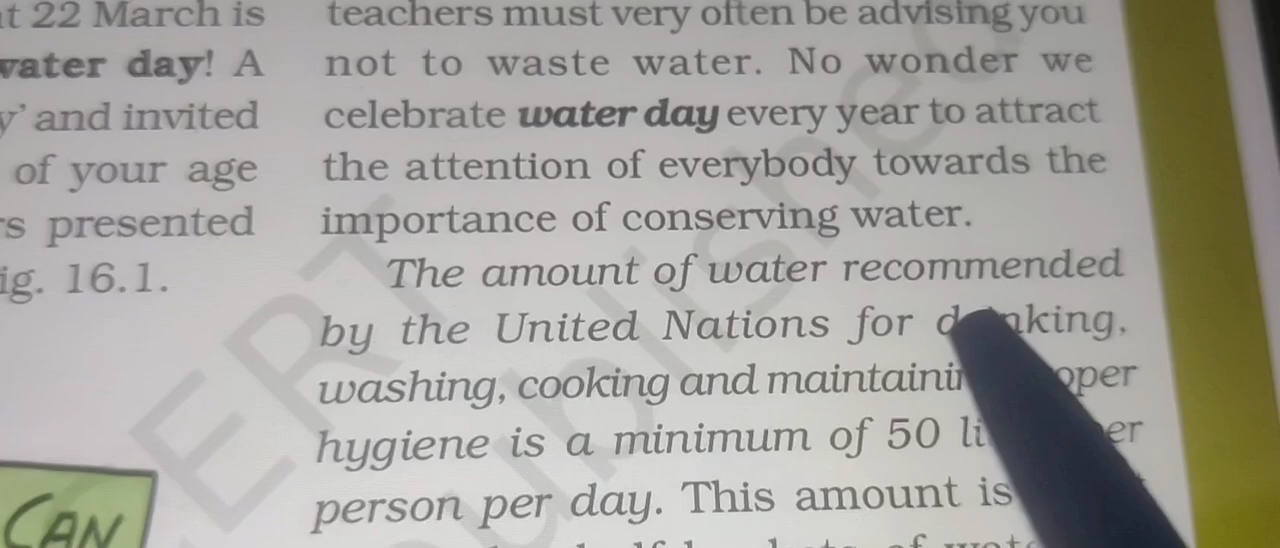 t 22 March is
water day! A
y' and invited
of your age
s presented
ig. 16.1.
CAN
teachers must very often be advising you
not to waste water. No wonder we
celebrate water day every year to attract
the attention of everybody towards the
importance of conserving water.
The amount of water recommended
by the United Nations for
washing, cooking and
hygiene is a minimum of 50
person per day. This amount is